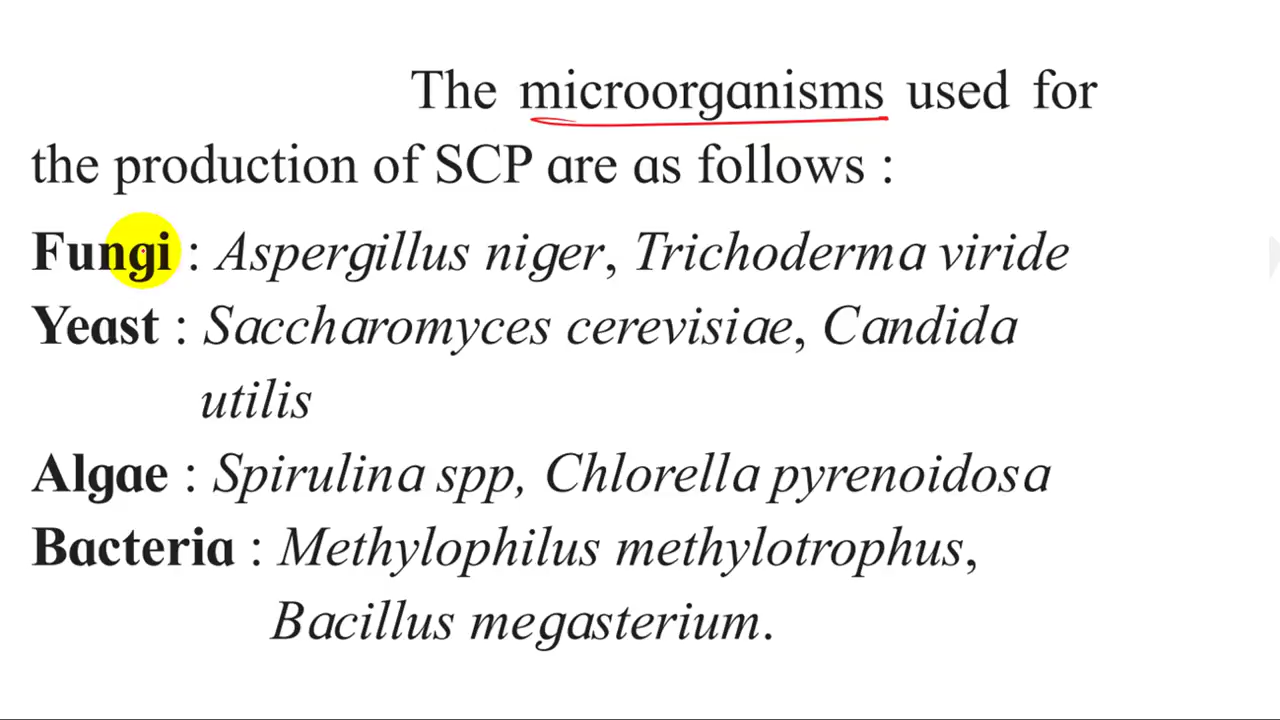 The microorganisms used for
the production of SCP are as follows :
Fungi : Aspergillus niger, Trichoderma viride
Yeast : Saccharomyces cerevisiae, Candida
utilis
Algae : Spirulina spp, Chlorella pyrenoidosa
Bacteria : Methylophilus methylotrophus,
Bacillus megasterium.